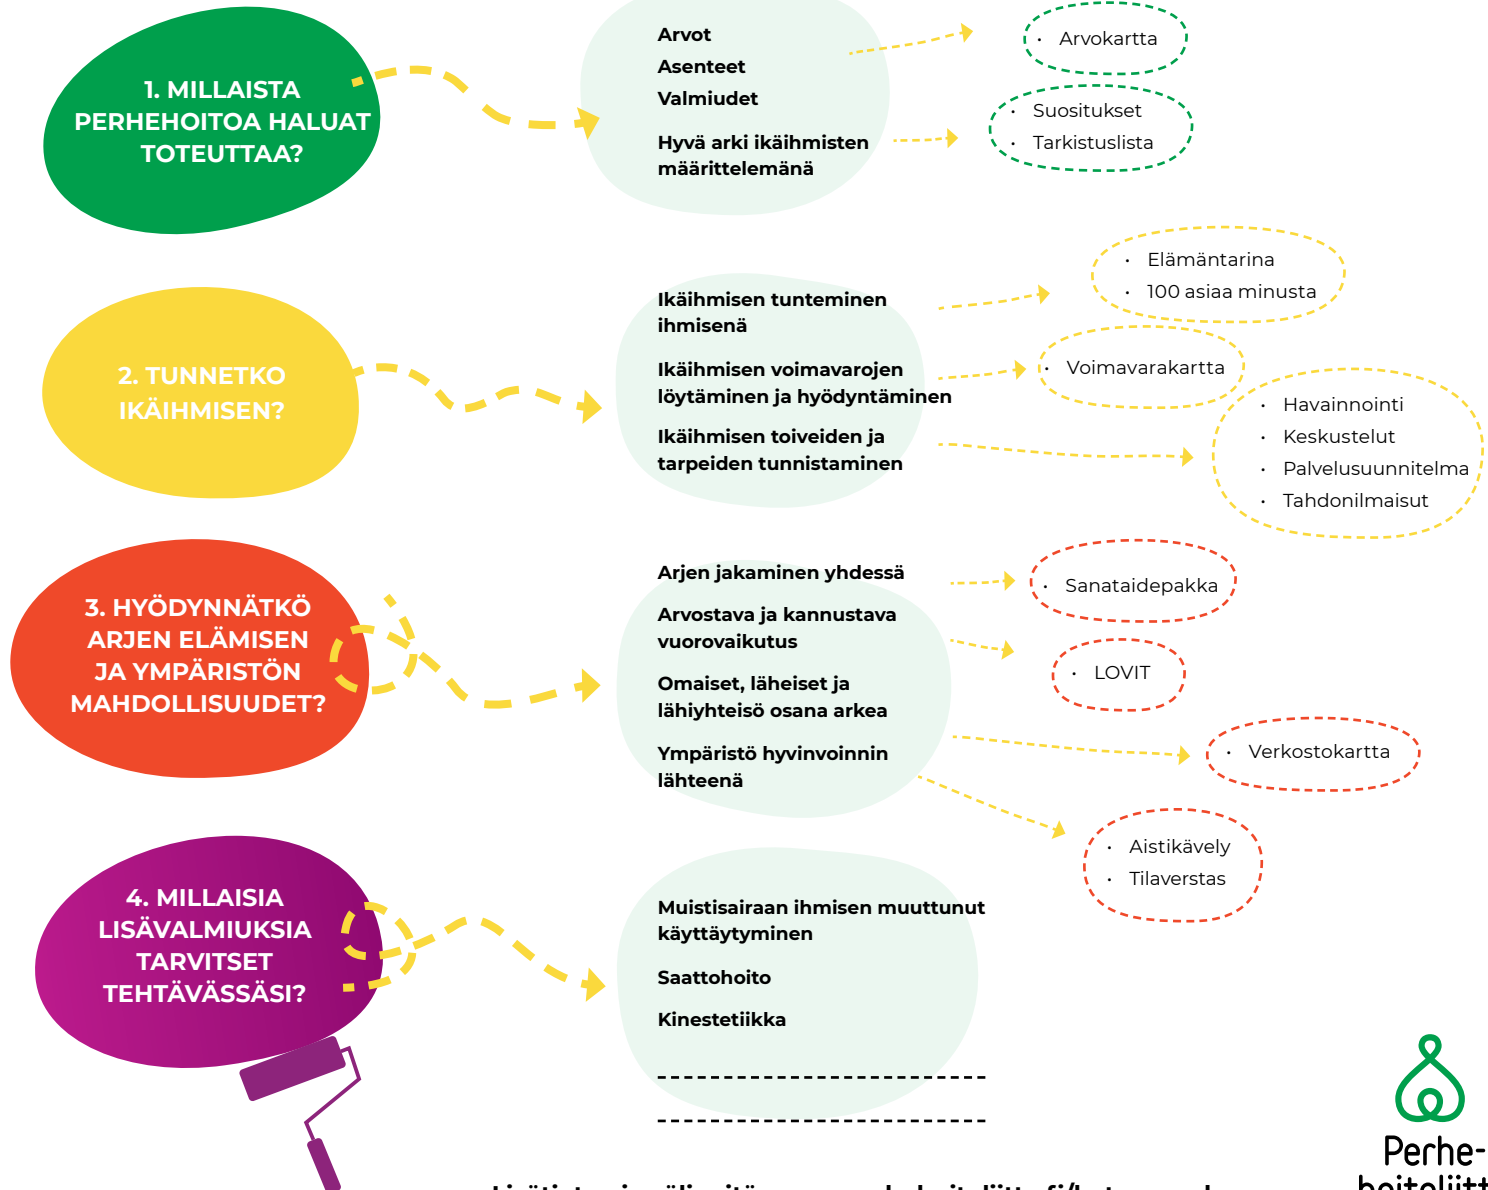 1. MILLAISTA
PERHEHOITOA HALUAT
TOTEUTTAA?
Arvot
Asenteet
Valmiudet
Hyvä arki ikäihmisten
määrittelemänä
• Arvokartta
• Suositukset
• Tarkistuslista
2. TUNNETKO
IKÄIHMISEN?
Ikäihmisen tunteminen
ihmisenä
Ikäihmisen voimavarojen
löytäminen ja hyödyntäminen
Ikäihmisen toiveiden ja
tarpeiden tunnistaminen
• Elämäntarina
• 100 asiaa minusta
• Voimavarakartta
• Havainnointi
• Keskustelut
• Palvelusuunnitelma
• Tahdonilmaisut
3. HYÖDYNNÄTKÖ
ARJEN ELÄMISEN
JA YMPÄRISTÖN
MAHDOLLISUUDET?
Arjen jakaminen yhdessä
Arvostava ja kannustava
vuorovaikutus
Omaiset, läheiset ja
lähiyhteisö osana arkea
Ympäristö hyvinvoinnin
lähteenä
• Sanataidepakka
• LOVIT
• Verkostokartta
• Aistikävely
• Tilaverstas
4. MILLAISIA
LISÄVALMIUKSIA
TARVITSET
TEHTÄVÄSSÄSI?
Muistisairaan ihmisen muuttunut
käyttäytyminen
Saattohoito
Kinestetiikka
Perhe-